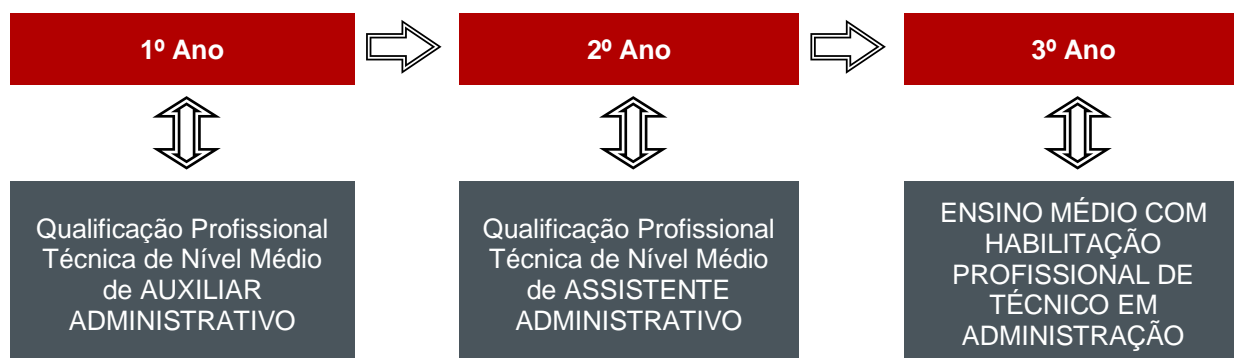 1º Ano
2º Ano
3º Ano
Qualificação Profissional
Técnica de Nível Médio
de AUXILIAR
ADMINISTRATIVO
Qualificação Profissional
Técnica de Nível Médio
de ASSISTENTE
ADMINISTRATIVO
ENSINO MÉDIO COM
HABILITAÇÃO
PROFISSIONAL DE
TÉCNICO EM
ADMINISTRAÇÃO